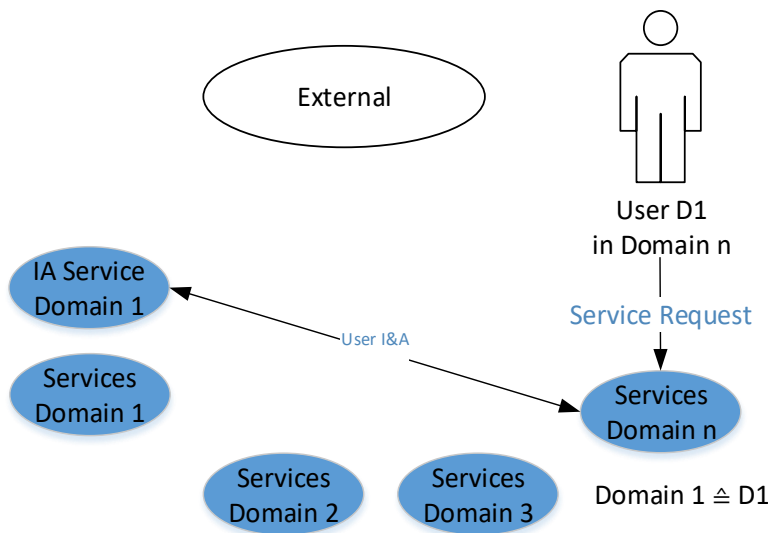 External
User D1
in Domain n
IA Service
Domain 1
Service Request
User I&A
Services
Domain 1
Services
Domain n
Services
Domain 2
Services
Domain 3
Domain 1 ≙ D1